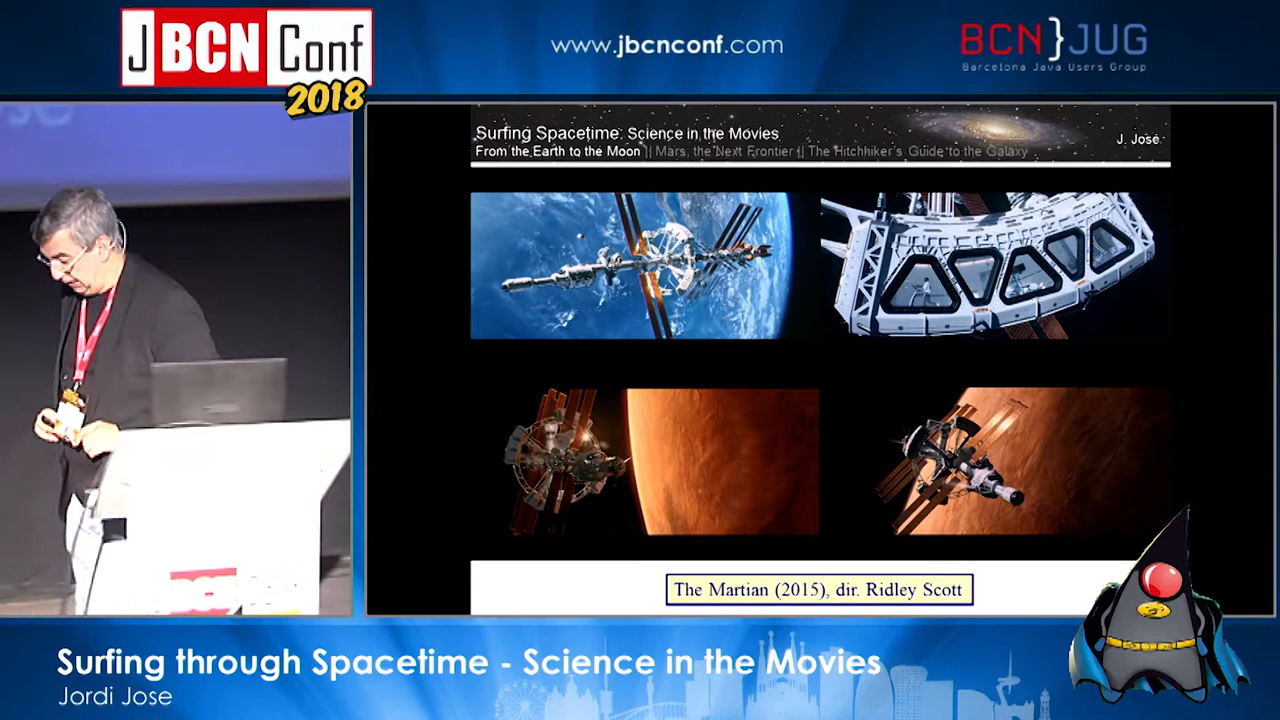 JBCNConf
2018
www.jbcnconf.com
BCN}JUG
Barcelona Java Users Group
Surfing Spacetime: Science in the Movies
J. José
From the Earth to the Moon || Mars, the Next Frontier || The Hitchhiker's Guide to the Galaxy
The Martian (2015), dir. Ridley Scott
Surfing through Spacetime - Science in the Movies
Jordi Jose